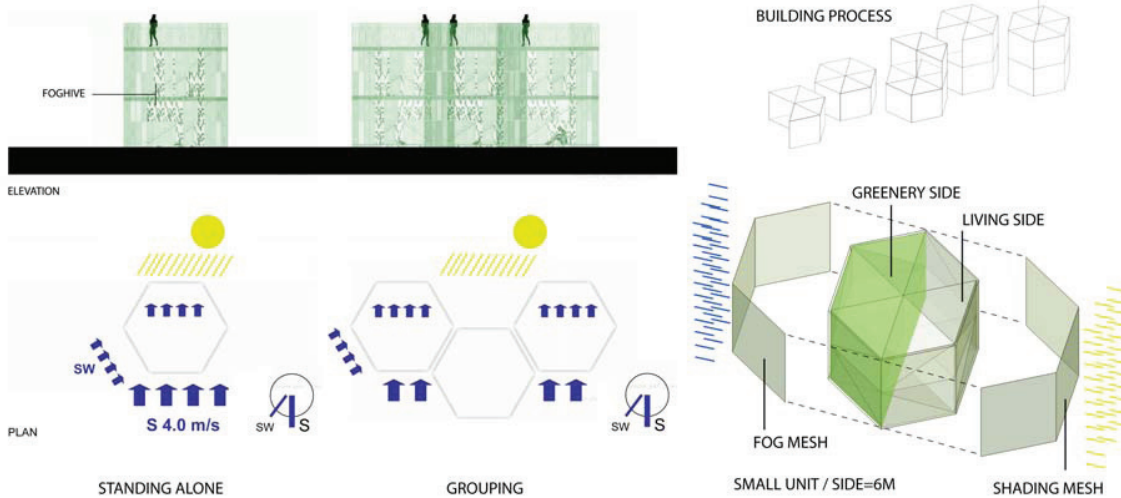 FOGHIVE
ELEVATION
SW
S 4.0 m/s
SW
S
SW
S
PLAN
STANDING ALONE
GROUPING
BUILDING PROCESS
GREENERY SIDE
LIVING SIDE
FOG MESH
SMALL UNIT / SIDE=6M
SHADING MESH